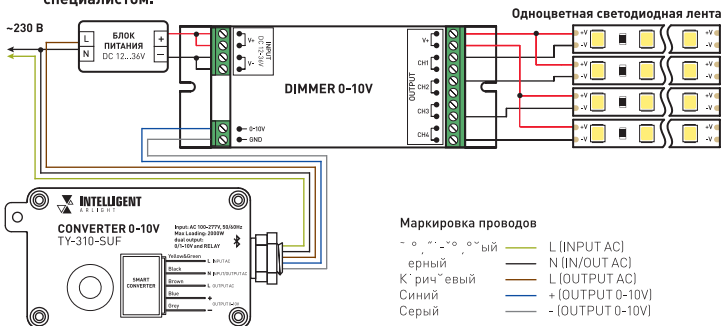 специалистом.
Одноцветная светодиодная лента
~230 В
L
N
БЛОК
ПИТАНИЯ
DC 12...36V
+
–
V+
V-
INPUT
DC 12-36V
DIMMER 0-10V
0-10V
GND
OUTPUT
V+
CH1
CH2
CH3
CH4
+V
-V
+V
-V
+V
-V
+V
-V
+V
-V
+V
-V
+V
-V
+V
-V
INTELLIGENT
ARLIGHT
CONVERTER 0-10V
TY-310-SUF
Input: AC 100-277V, 50/60Hz
Max Loading: 2000W
dual output:
0/1-10V and RELAY
SMART
CONVERTER
Yellow&Green
L INPUT AC
Black
N INPUT/OUTPUT AC
Brown
L OUTPUT AC
Blue
+
Grey
–
OUTPUT 0-10V
Маркировка проводов
ый L (INPUT AC)
ерный N (IN/OUT AC)
К рич евый L (OUTPUT AC)
Синий + (OUTPUT 0-10V)
Серый - (OUTPUT 0-10V)